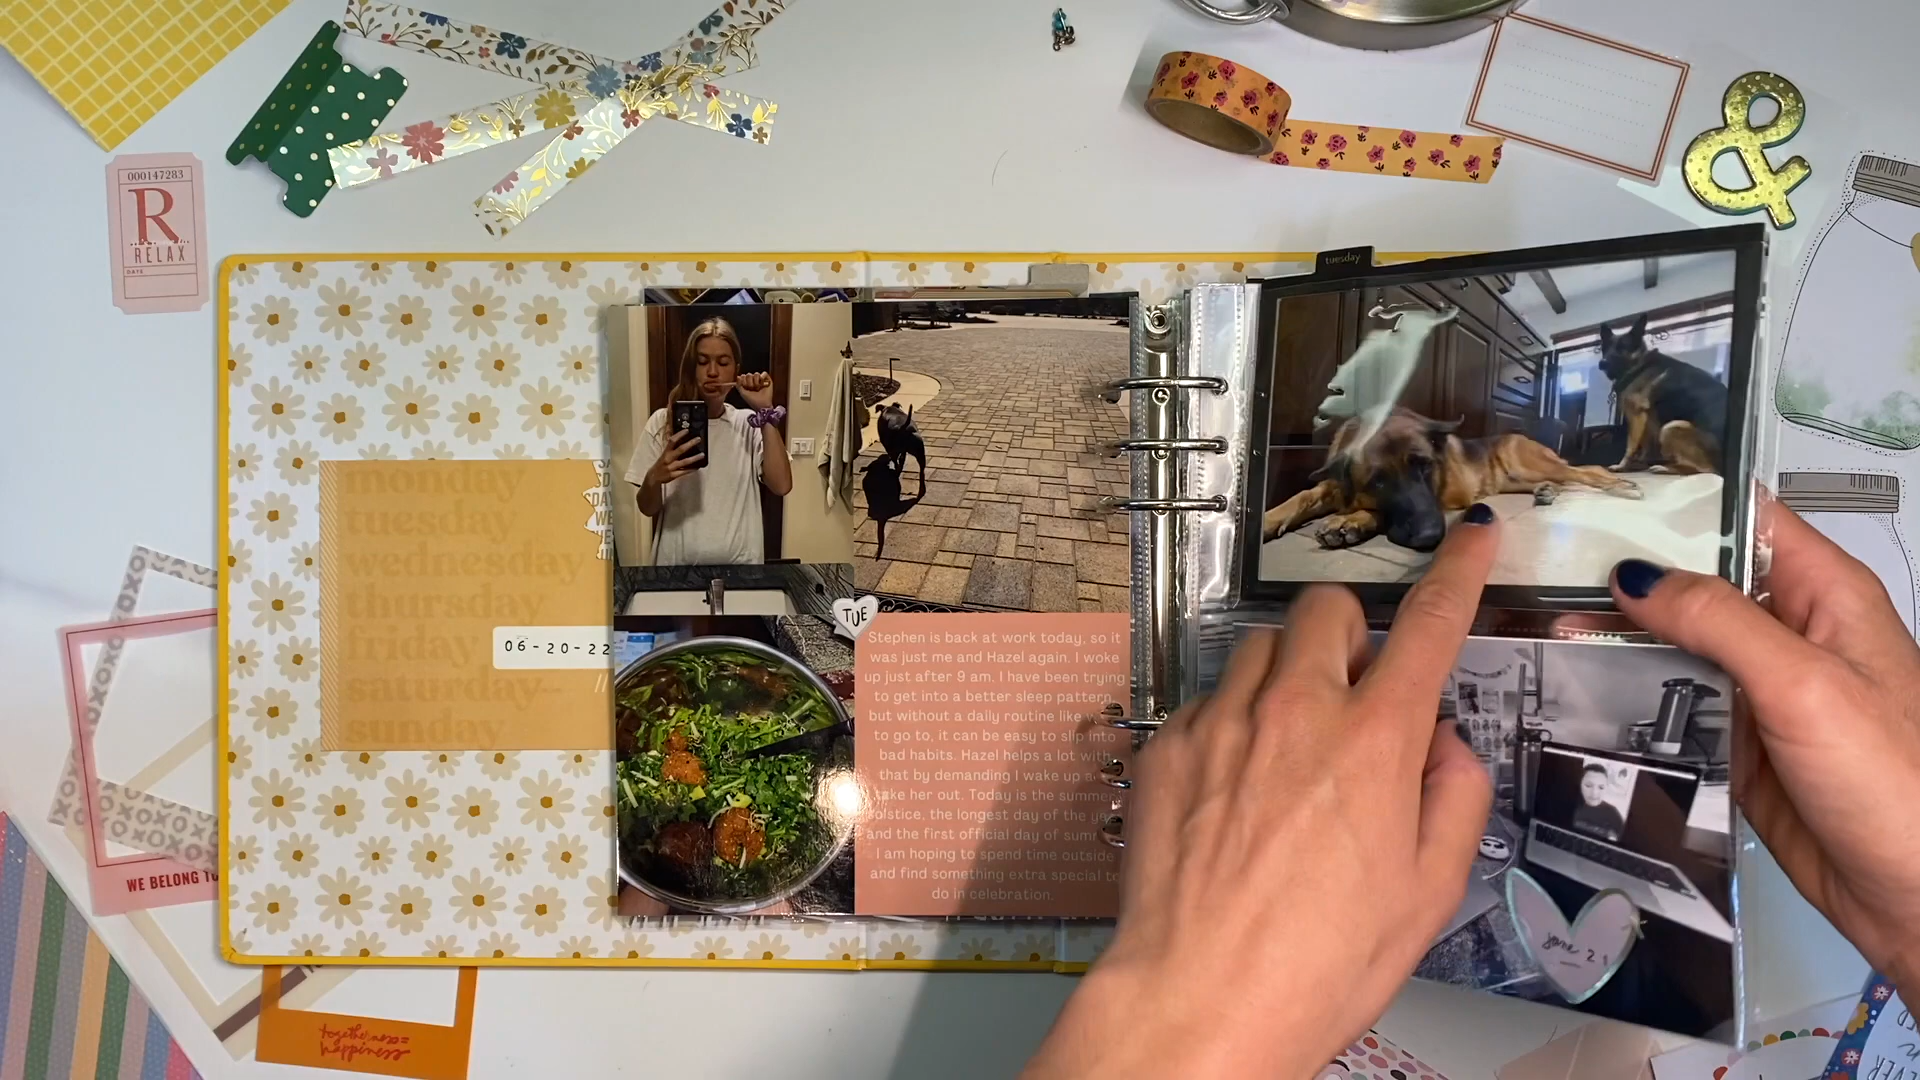 000147283
R
RELAX
DATE
tuesday
monday
tuesday
wednesday
thursday
friday
saturday
sunday
06-20-22
TUE
Stephen is back at work today, so it
was just me and Hazel again. I woke
up just after 9 am. I have been trying
to get into a better sleep pattern,
but without a daily routine like
to go to, it can be easy to slip into
bad habits. Hazel helps a lot with
that by demanding I wake up
take her out. Today is the summer
solstice, the longest day of the
and the first official day of
I am hoping to spend time outside
and find something extra special to
do in celebration.
june 21
WE BELONG TO
togetherness=
happiness